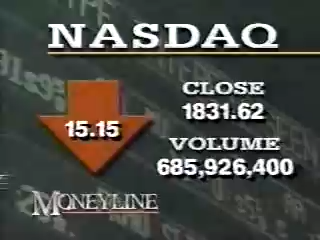 NASDAQ
CLOSE
1831.62
15.15
VOLUME
685,926,400
MONEYLINE